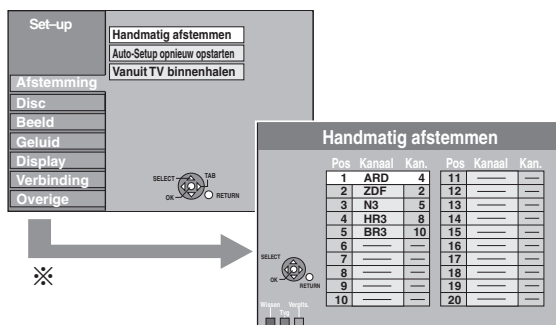 Set–up
Handmatig afstemmen
Auto-Setup opnieuw opstarten
Vanuit TV binnenhalen
Afstemming
Disc
Beeld
Geluid
Display
Verbinding
Overige
SELECT TAB
OK RETURN
※
Handmatig afstemmen
Pos Kanaal Kan. Pos Kanaal Kan.
1 ARD 4 11 —— —
2 ZDF 2 12 —— —
3 N3 5 13 —— —
4 HR3 8 14 —— —
5 BR3 10 15 —— —
6 —— — 16 —— —
7 —— — 17 —— —
8 —— — 18 —— —
9 —— — 19 —— —
10 —— — 20 —— —
SELECT
OK
RETURN
Wissen Verplts.
Tvg